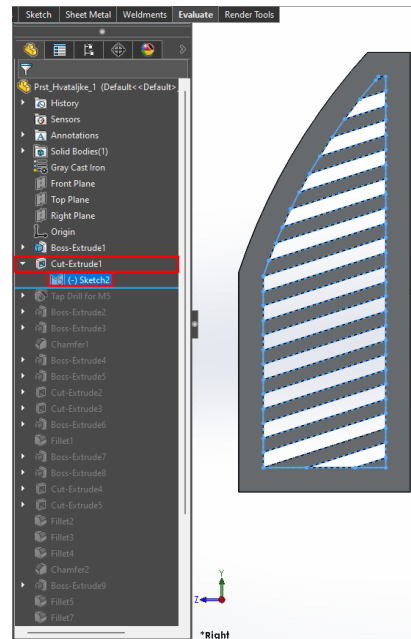 Sketch Sheet Metal Weldments Evaluate Render Tools
Prst_Hvataljke_1 (Default<<Default>
History
Sensors
Annotations
Solid Bodies(1)
Gray Cast Iron
Front Plane
Top Plane
Right Plane
Origin
Boss-Extrude1
Cut-Extrude1
(-) Sketch2
Tap Drill for M5
Boss-Extrude2
Boss-Extrude3
Chamfer1
Boss-Extrude4
Boss-Extrude5
Cut-Extrude2
Cut-Extrude3
Boss-Extrude6
Fillet1
Boss-Extrude7
Boss-Extrude8
Cut-Extrude4
Cut-Extrude5
Fillet2
Fillet3
Fillet4
Chamfer2
Boss-Extrude9
Fillet5
Fillet7
Y
Z
*Right